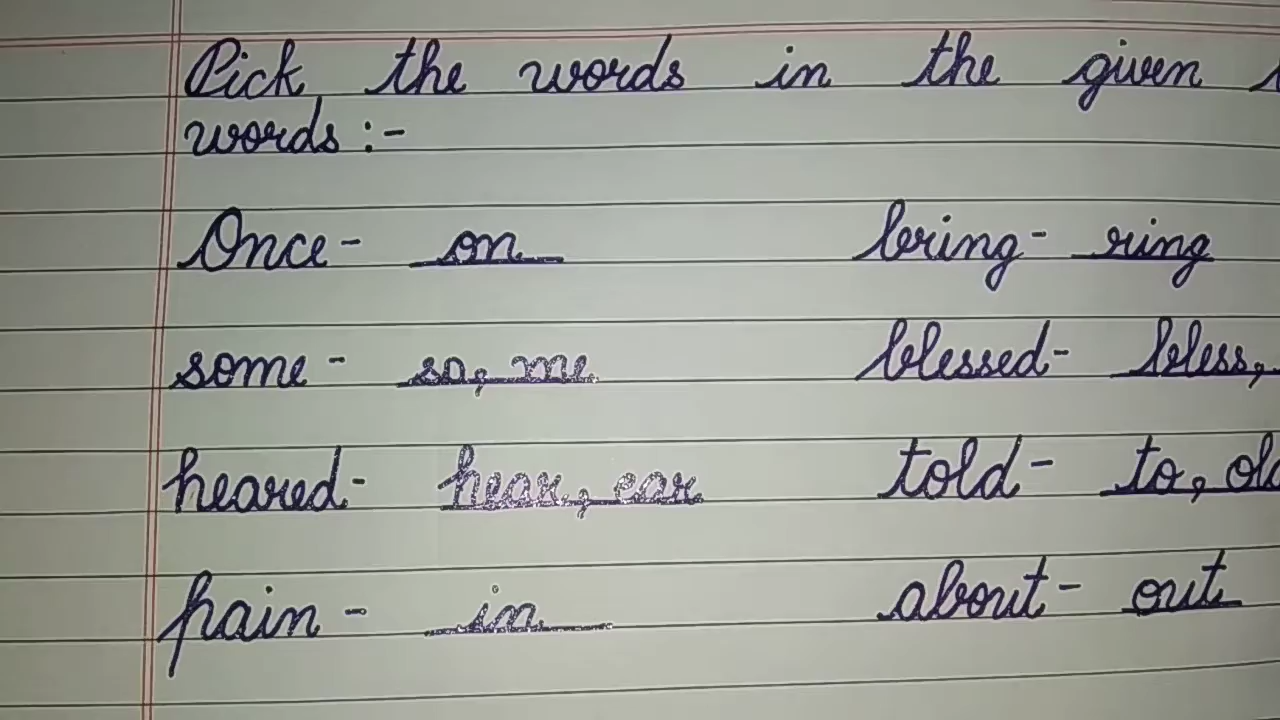 Pick the words in the given
words :-
Once - on bring - ring
some - so, me blessed - bless,
heared - hear, ear told - to, old
pain - in about - out